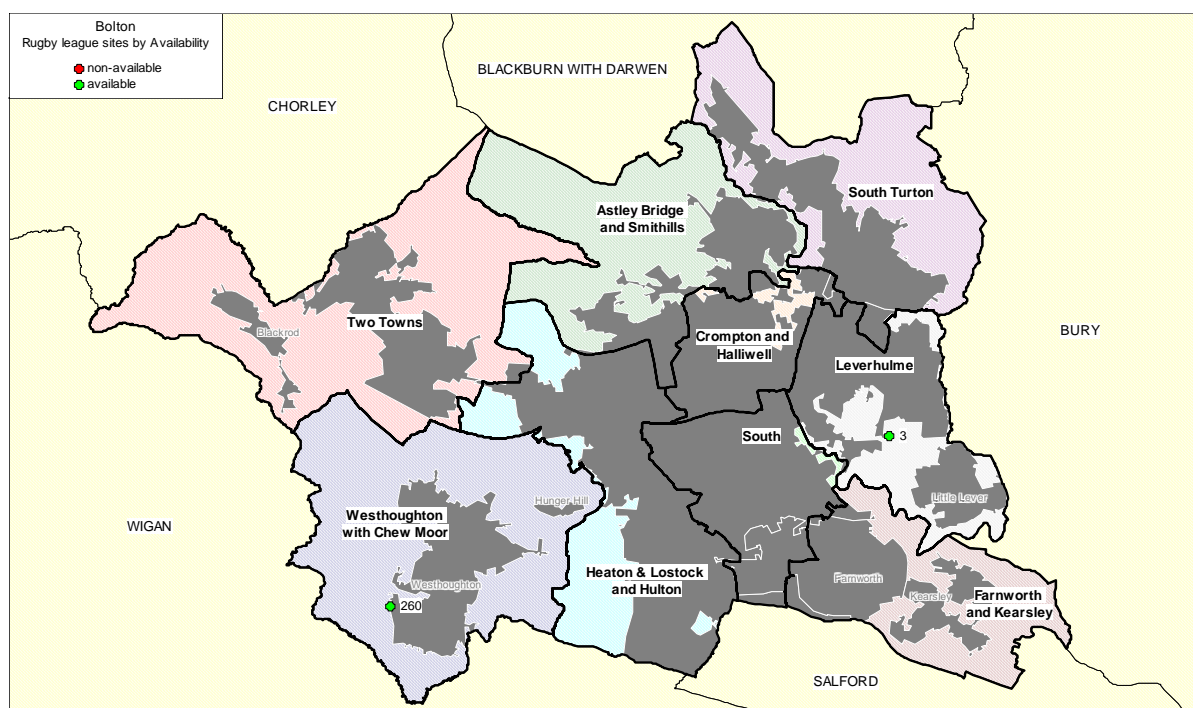 Bolton
Rugby league sites by Availability
non-available
available
BLACKBURN WITH DARWEN
CHORLEY
South Turton
Astley Bridge
and Smithills
Two Towns
Blackrod
Crompton and
Halliwell
BURY
Leverhulme
South
3
Little Lever
Hunger Hill
Westhoughton
with Chew Moor
WIGAN
Westhoughton
260
Heaton & Lostock
and Hulton
Farnworth
Kearsley
Farnworth
and Kearsley
SALFORD